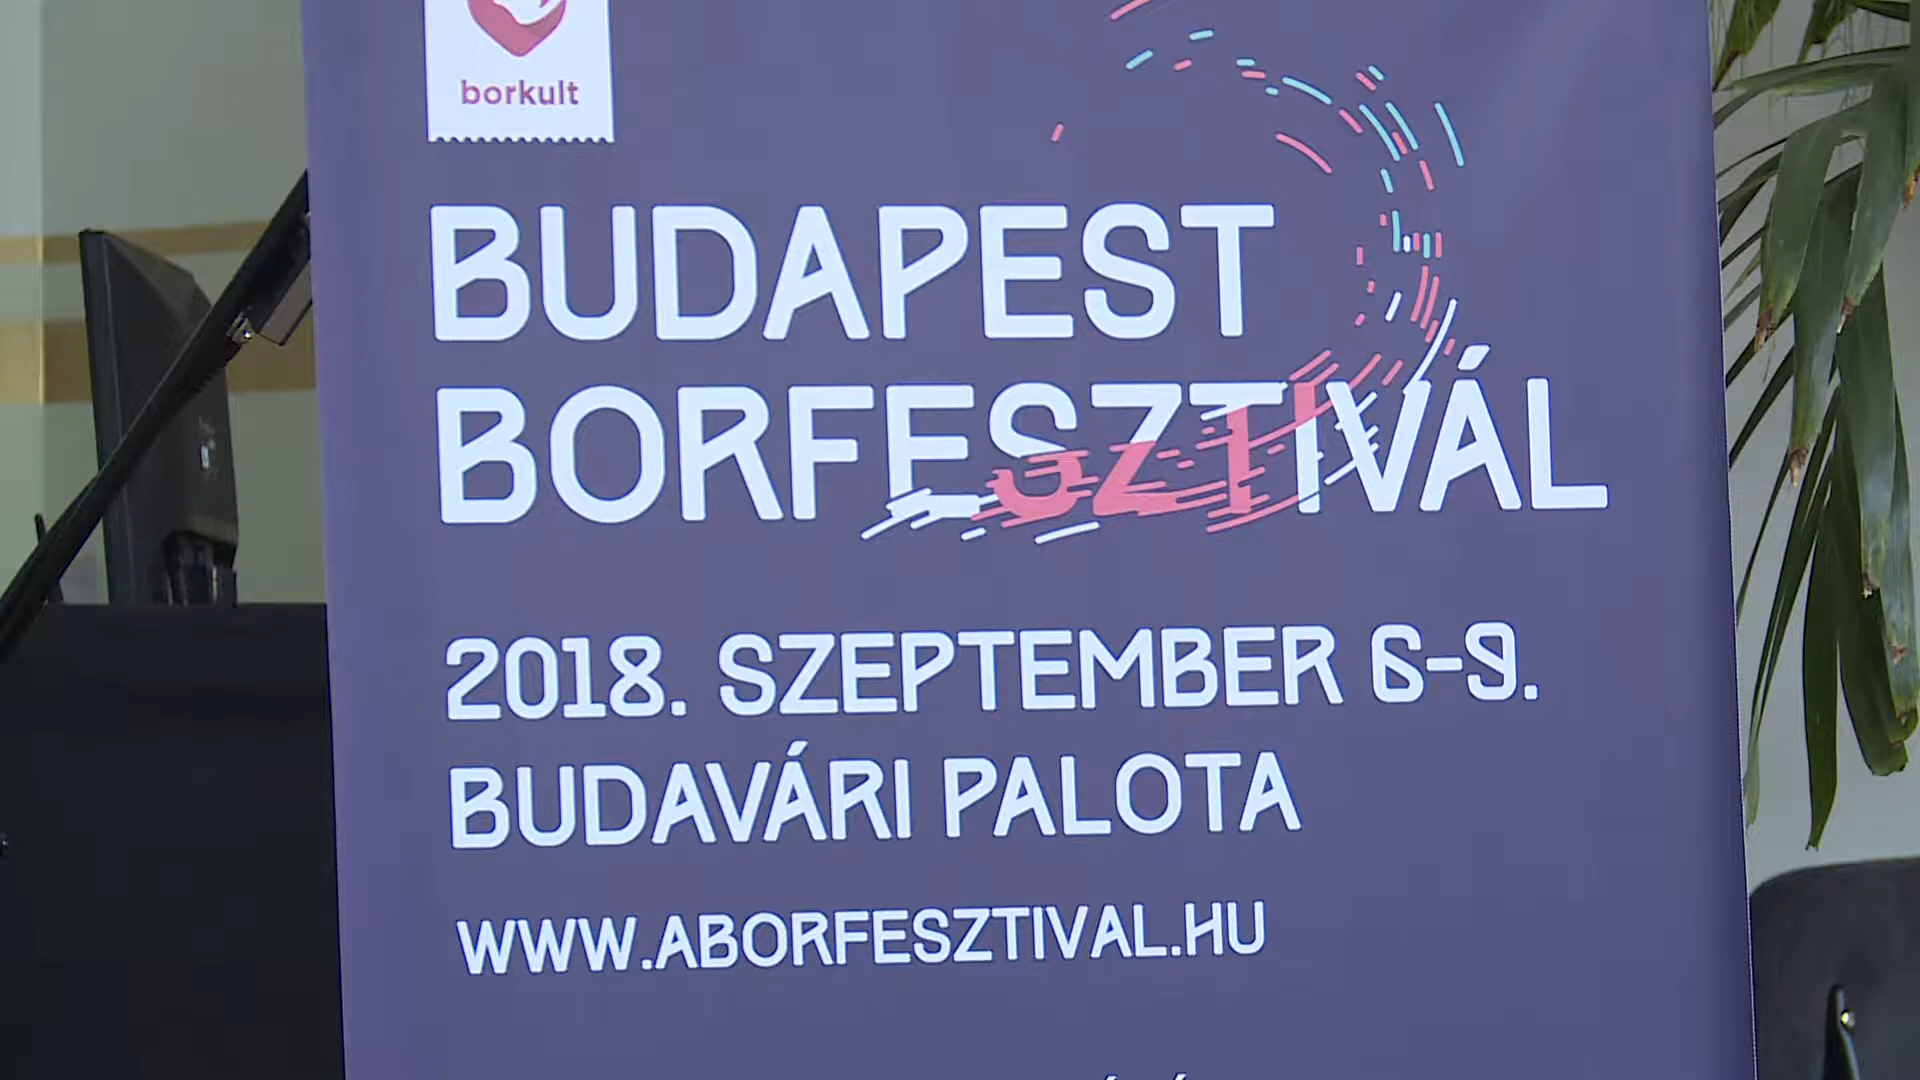 borkult
BUDAPEST
BORFESZTIVÁL
2018. SZEPTEMBER 6-9.
BUDAVÁRI PALOTA
WWW.ABORFESZTIVAL.HU